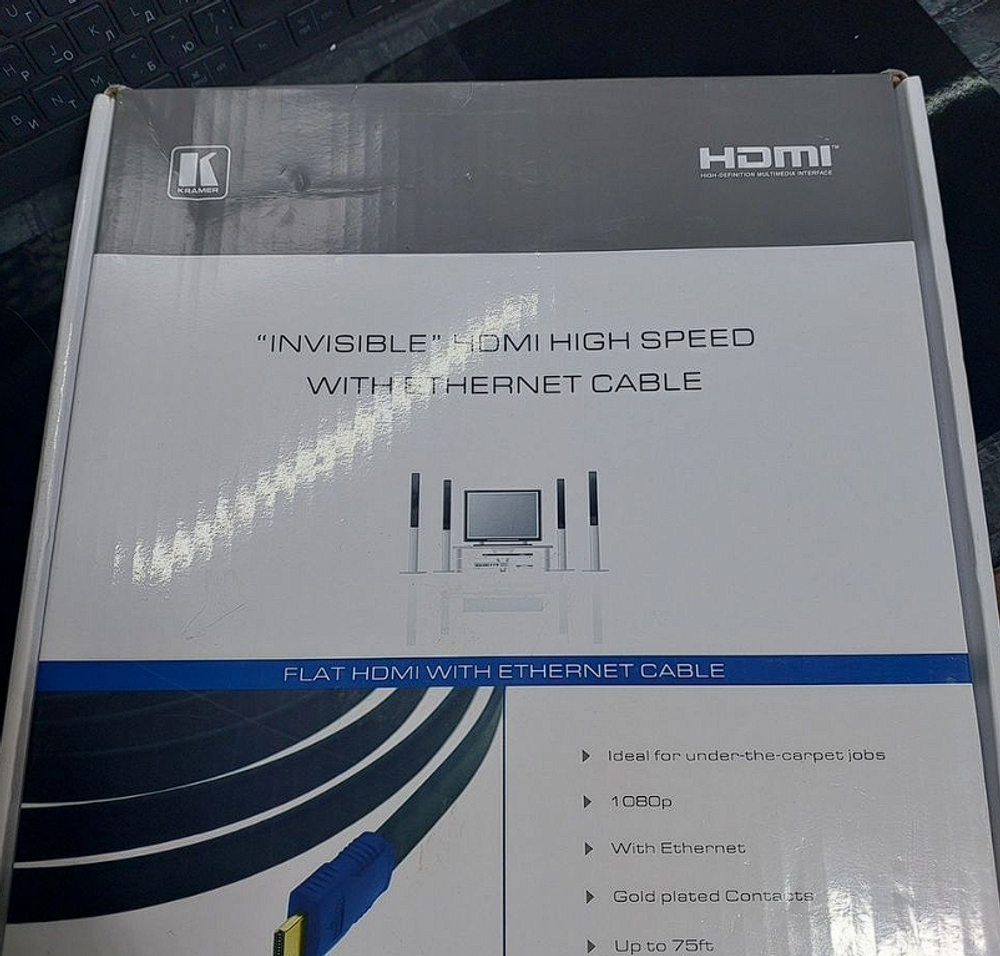 KRAMER
HDMI™
HIGH-DEFINITION MULTIMEDIA INTERFACE
“INVISIBLE” HDMI HIGH SPEED
WITH ETHERNET CABLE
FLAT HDMI WITH ETHERNET CABLE
Ideal for under-the-carpet jobs
1080p
With Ethernet
Gold plated Contacts
Up to 75ft